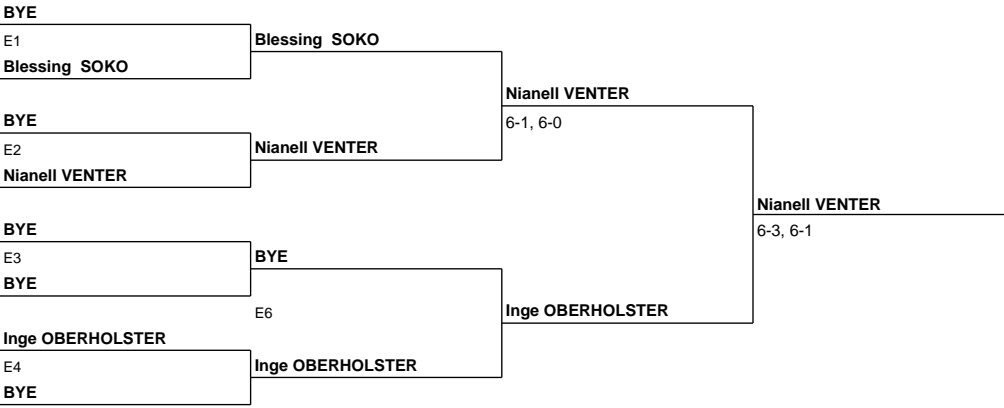 BYE
E1
Blessing  SOKO
Blessing  SOKO
BYE
E2
Nianell VENTER
Nianell VENTER
Nianell VENTER
6-1, 6-0
BYE
E3
BYE
BYE
E6
Inge OBERHOLSTER
E4
BYE
Inge OBERHOLSTER
Inge OBERHOLSTER
Nianell VENTER
6-3, 6-1